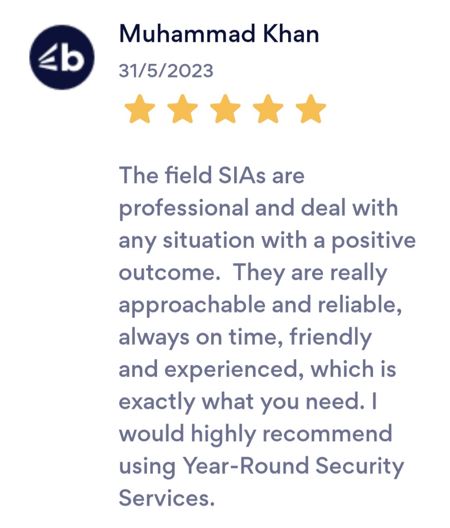 b
Muhammad Khan
31/5/2023
The field SIAs are
professional and deal with
any situation with a positive
outcome.  They are really
approachable and reliable,
always on time, friendly
and experienced, which is
exactly what you need. I
would highly recommend
using Year-Round Security
Services.